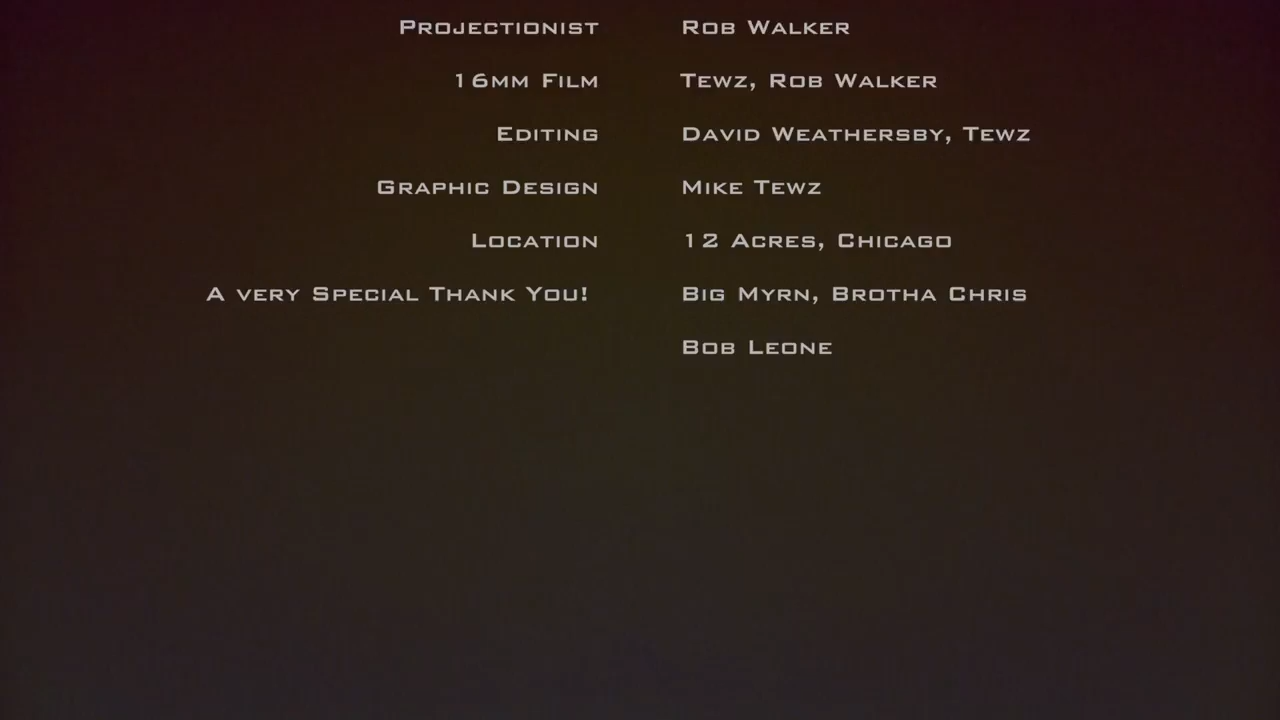 Projectionist Rob Walker
16mm Film Tewz, Rob Walker
Editing David Weathersby, Tewz
Graphic Design Mike Tewz
Location 12 Acres, Chicago
A very Special Thank You! Big Myrn, Brotha Chris
Bob Leone